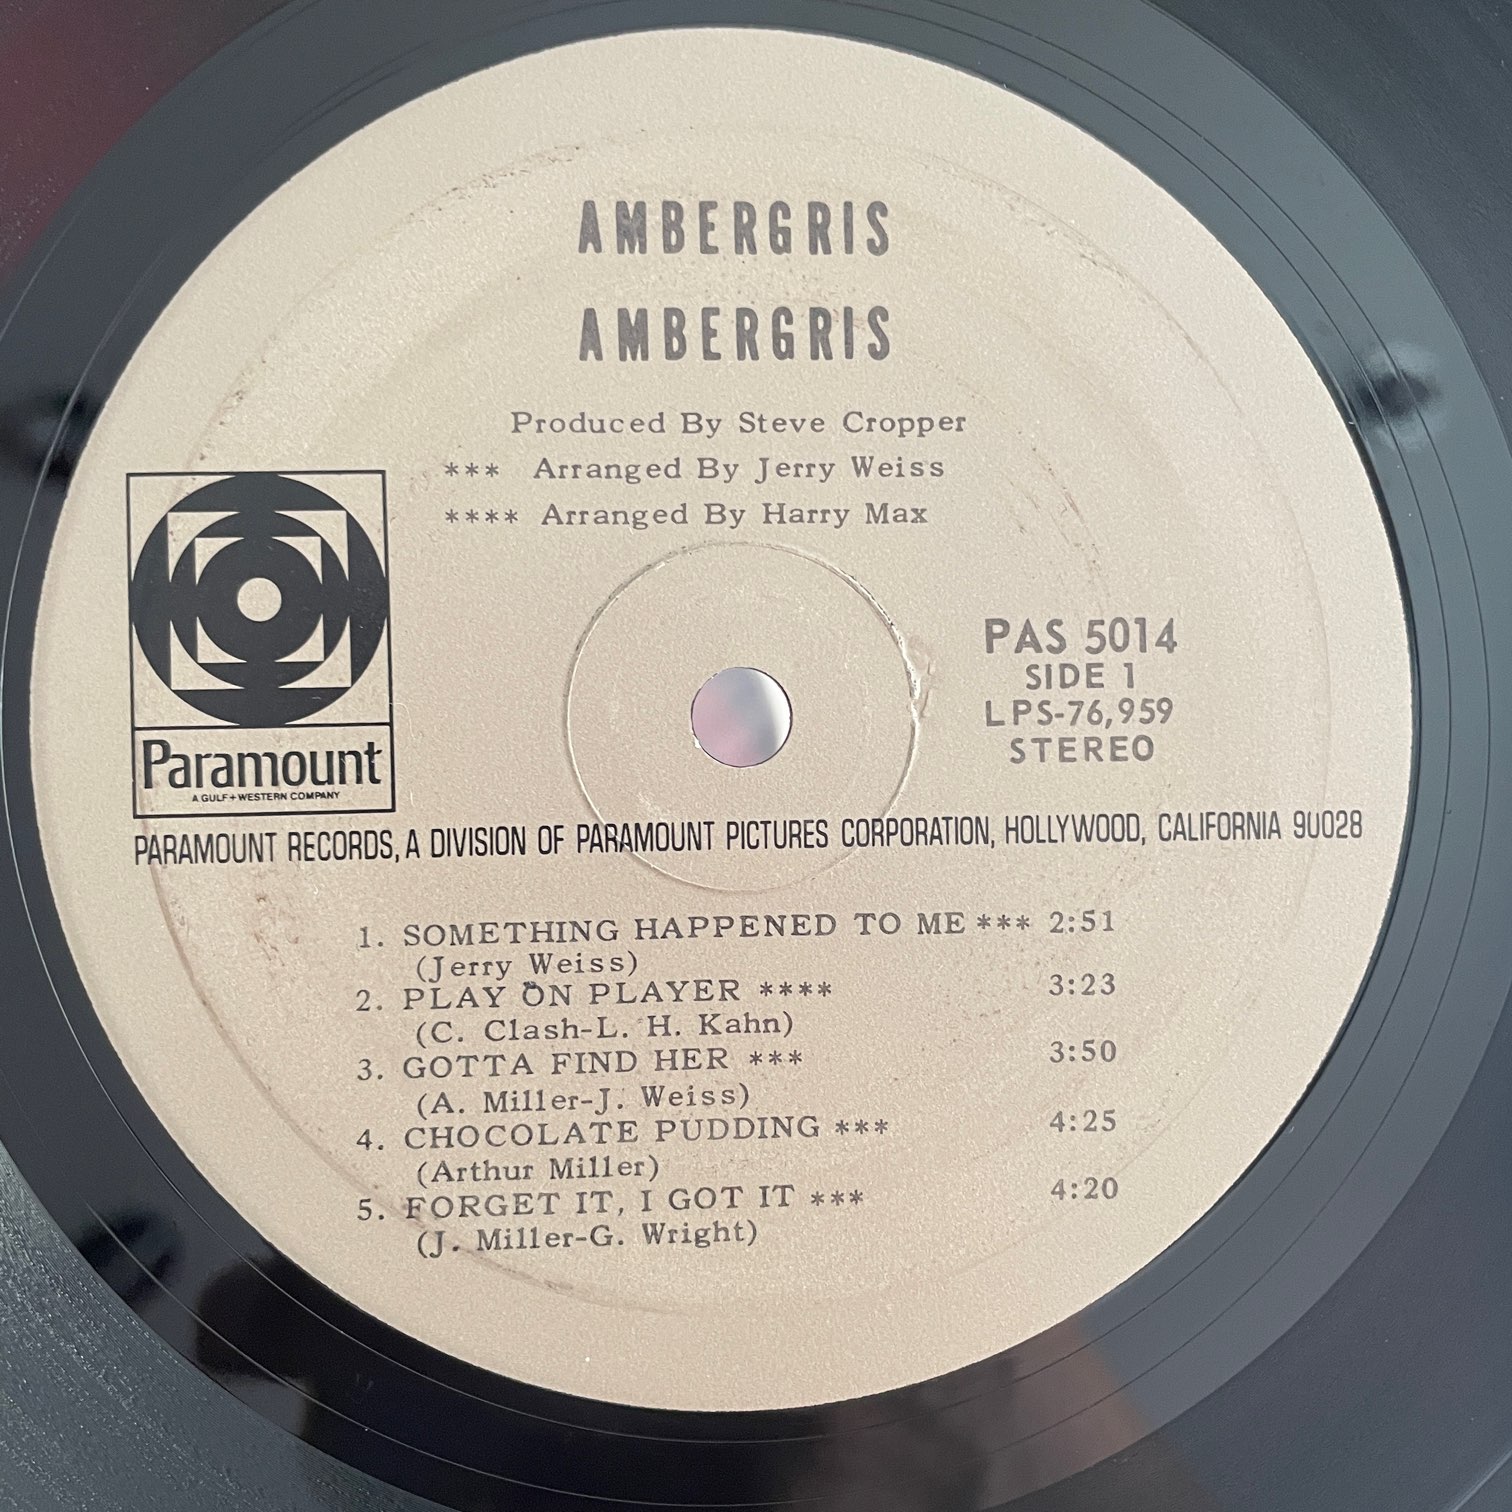 AMBERGRIS
AMBERGRIS
Produced By Steve Cropper
*** Arranged By Jerry Weiss
**** Arranged By Harry Max
PAS 5014
SIDE 1
LPS-76,959
STEREO
Paramount
A GULF+WESTERN COMPANY
PARAMOUNT RECORDS, A DIVISION OF PARAMOUNT PICTURES CORPORATION, HOLLYWOOD, CALIFORNIA 90028
1. SOMETHING HAPPENED TO ME *** 2:51
(Jerry Weiss)
2. PLAY ON PLAYER **** 3:23
(C. Clash-L. H. Kahn)
3. GOTTA FIND HER *** 3:50
(A. Miller-J. Weiss)
4. CHOCOLATE PUDDING *** 4:25
(Arthur Miller)
5. FORGET IT, I GOT IT *** 4:20
(J. Miller-G. Wright)